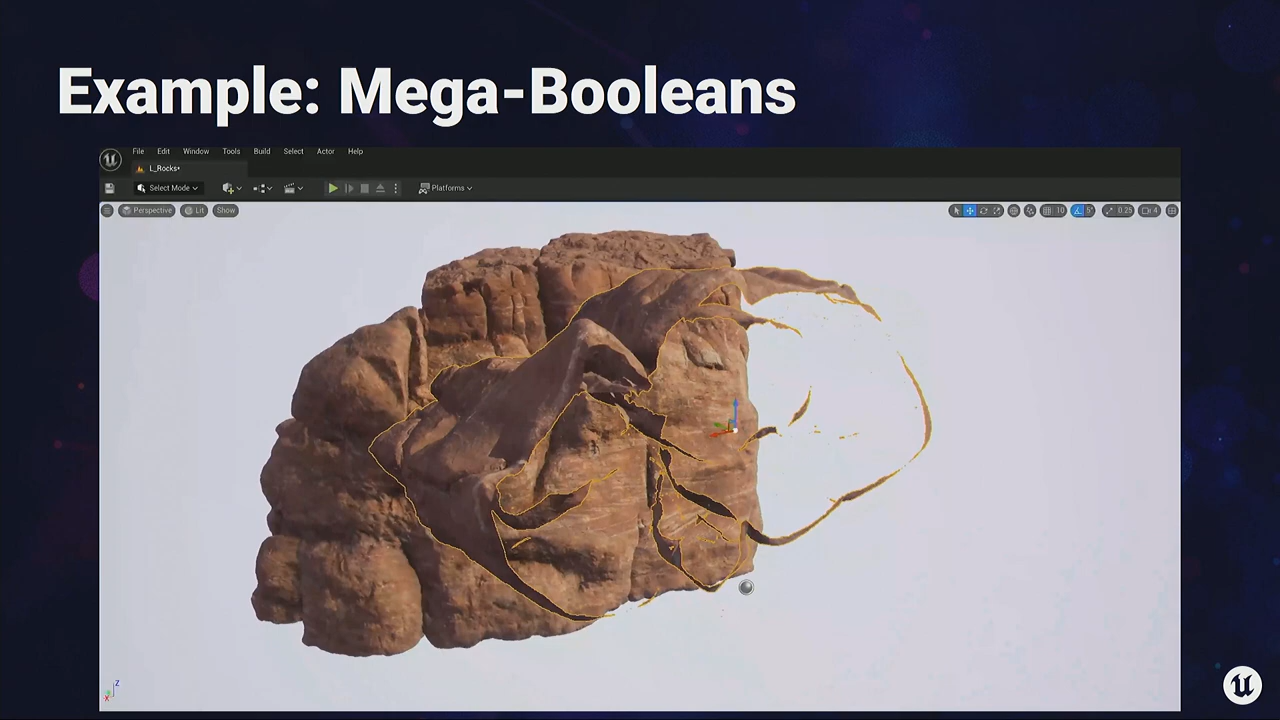 Example: Mega-Booleans
File Edit Window Tools Build Select Actor Help
L_Rocks•
Select Mode Platforms
Perspective Lit Show 10 5° 0.25 4
Z
X